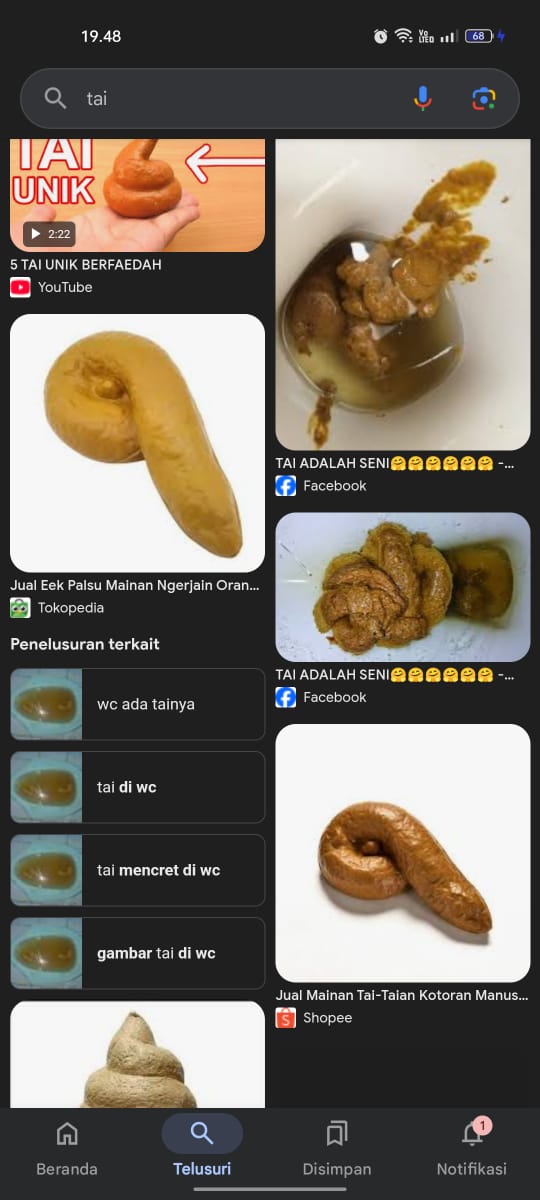 19.48
Vo
LTED
68
tai
TAI
UNIK
2:22
5 TAI UNIK BERFAEDAH
YouTube
TAI ADALAH SENI🤗🤗🤗🤗🤗🤗 -...
Facebook
Jual Eek Palsu Mainan Ngerjain Oran...
Tokopedia
TAI ADALAH SENI🤗🤗🤗🤗🤗🤗 -...
Facebook
Penelusuran terkait
wc ada tainya
tai di wc
tai mencret di wc
gambar tai di wc
Jual Mainan Tai-Taian Kotoran Manus...
Shopee
Beranda
Telusuri
Disimpan
1
Notifikasi